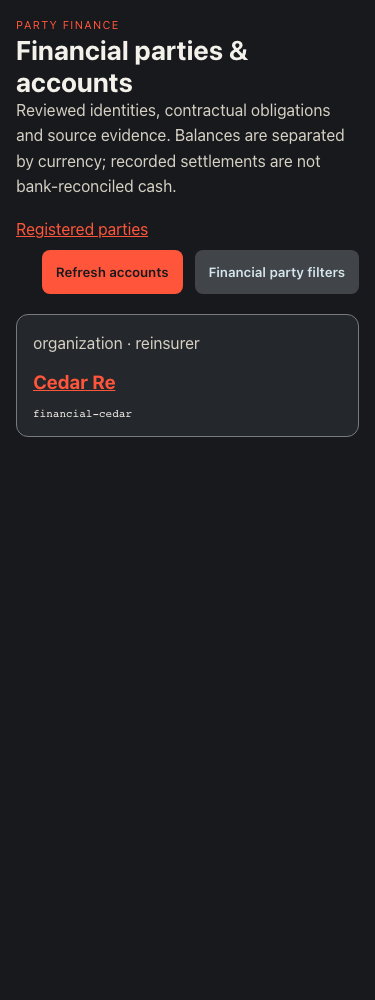 PARTY FINANCE
Financial parties &
accounts
Reviewed identities, contractual obligations
and source evidence. Balances are separated
by currency; recorded settlements are not
bank-reconciled cash.
Registered parties
Refresh accounts
Financial party filters
organization · reinsurer
Cedar Re
financial-cedar